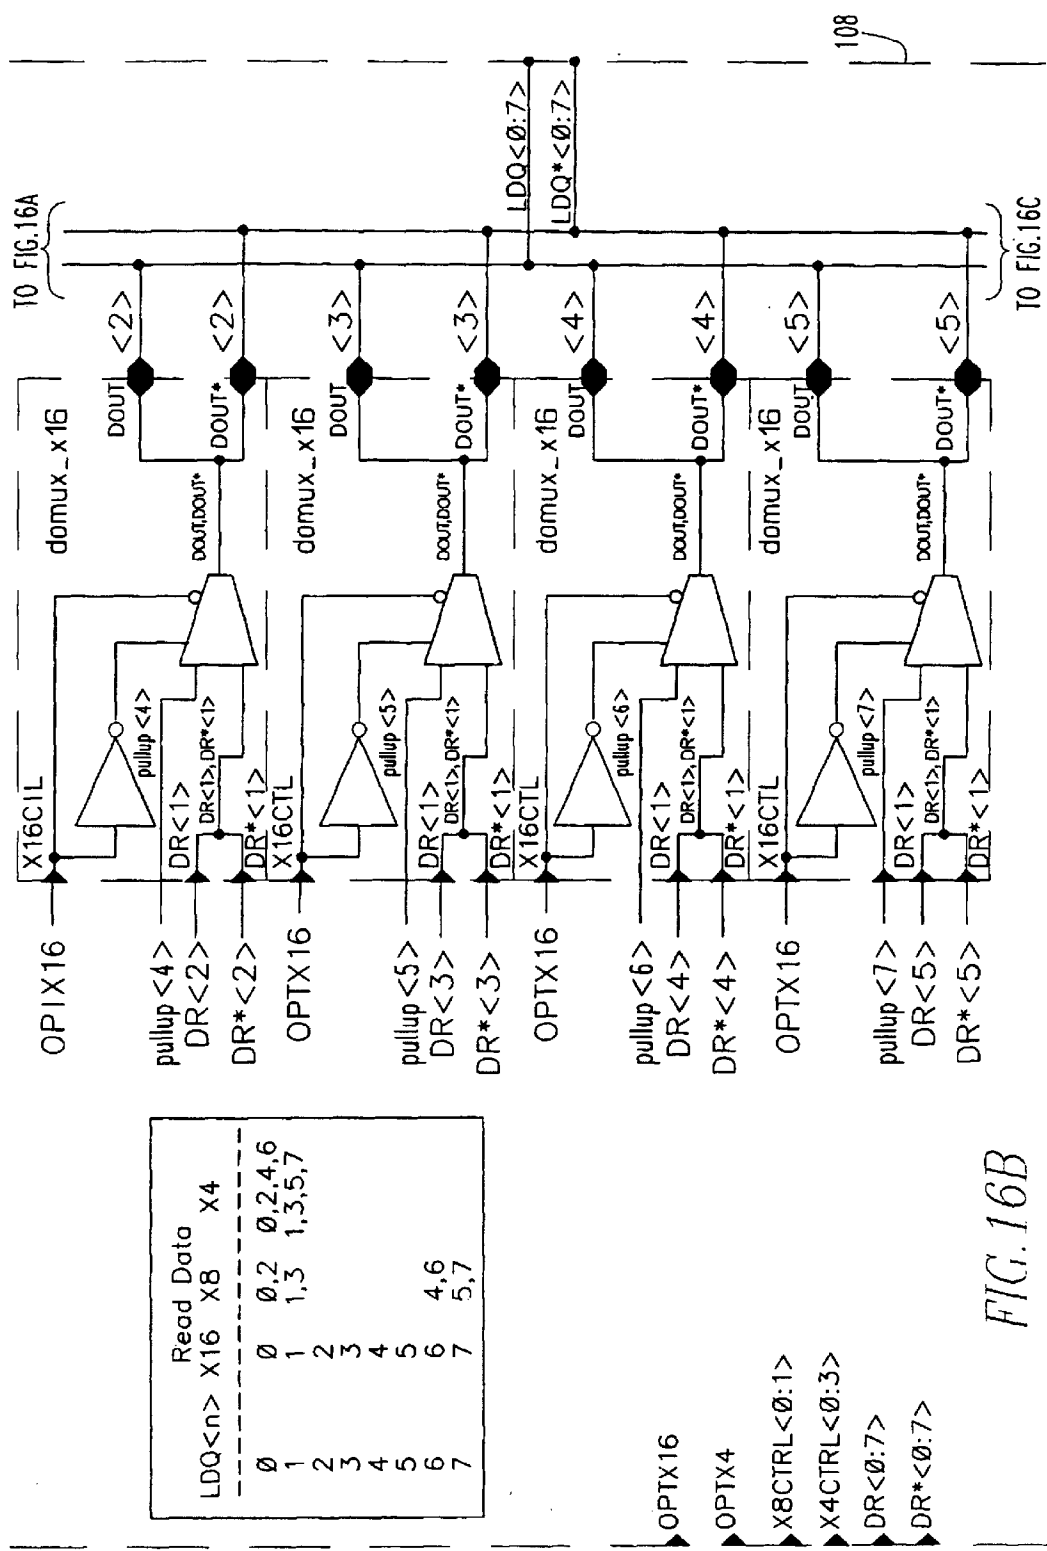 TO FIG.16A
108
OPIX16
X16CIL
damux_x16
DOUT
<2>
pullup<4>
pullup<4>
DR<2>
DR<1>
DR<1>,DR*<1>
DOUT,DOUT*
DR*<2>
DR*<1>
DOUT*
<2>
OPTX16
X16CTL
damux_x16
DOUT
<3>
pullup<5>
pullup<5>
DR<3>
DR<1>
DR<1>,DR*<1>
DOUT,DOUT*
DR*<3>
DR*<1>
DOUT*
<3>
LDQ<0:7>
LDQ*<0:7>
OPTX16
X16CTL
damux_x16
DOUT
<4>
pullup<6>
pullup<6>
DR<4>
DR<1>
DR<1>,DR*<1>
DOUT,DOUT*
DR*<4>
DR*<1>
DOUT*
<4>
OPTX16
X16CTL
damux_x16
DOUT
<5>
pullup<7>
pullup<7>
DR<5>
DR<1>
DR<1>,DR*<1>
DOUT,DOUT*
DR*<5>
DR*<1>
DOUT*
<5>
TO FIG.16C
Read Data
LDQ<n> X16 X8 X4
0 0 0,2 0,2,4,6
1 1 1,3 1,3,5,7
2 2
3 3
4 4
5 5
6 6 4,6
7 7 5,7
OPTX16
OPTX4
X8CTRL<0:1>
X4CTRL<0:3>
DR<0:7>
DR*<0:7>
FIG. 16B